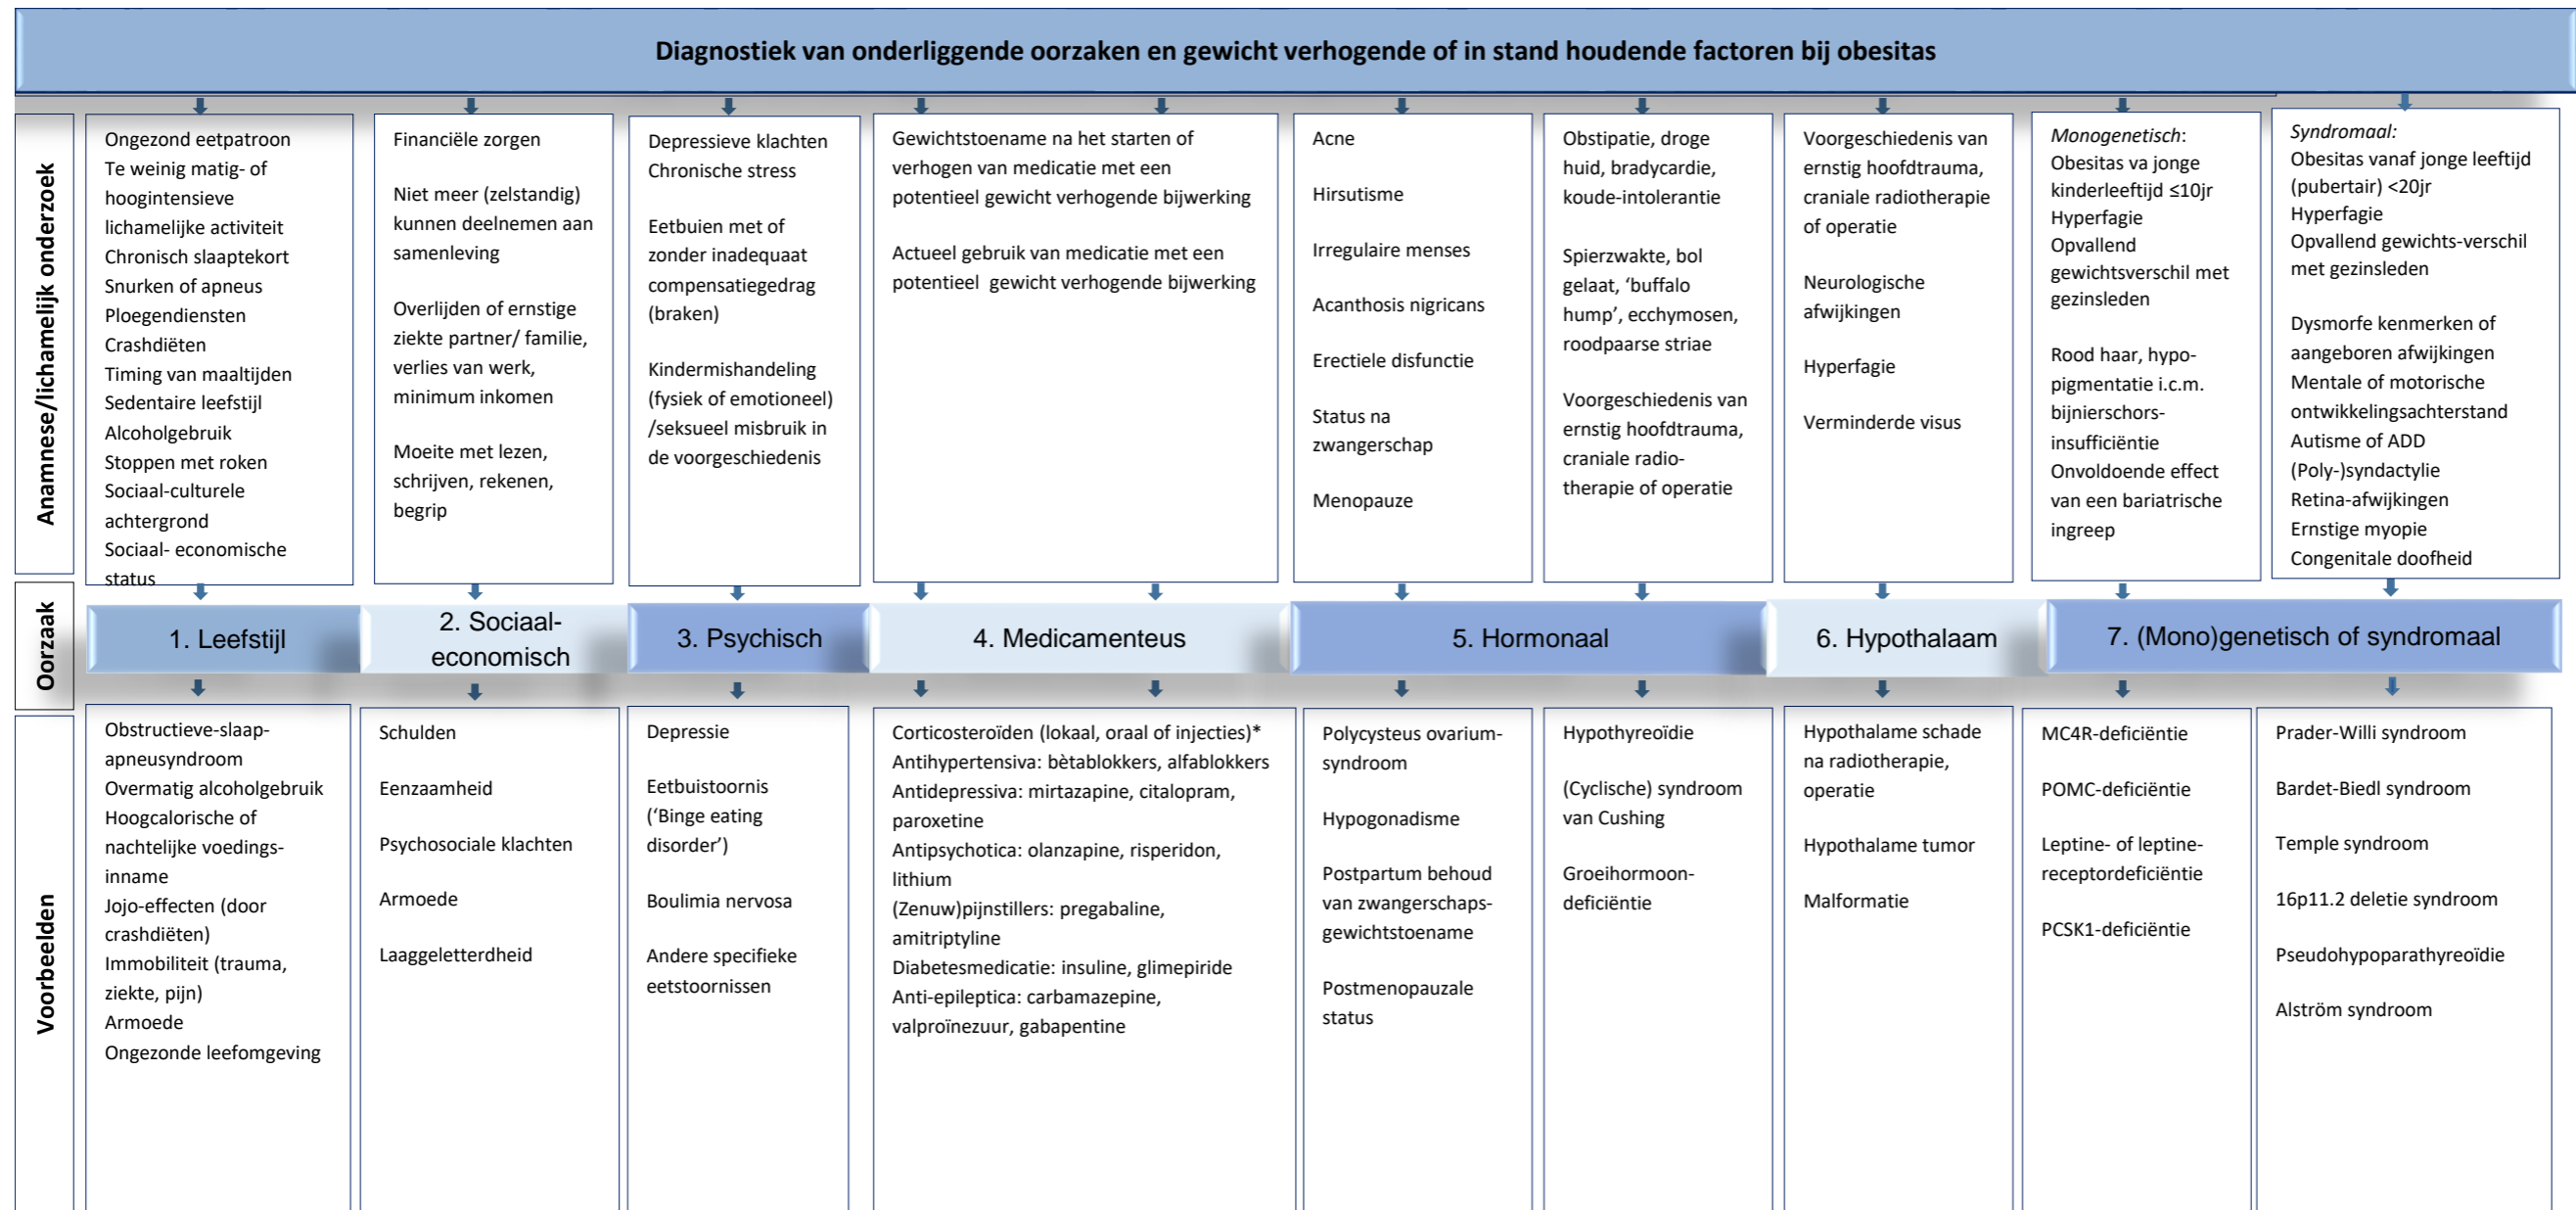 Diagnostiek van onderliggende oorzaken en gewicht verhogende of in stand houdende factoren bij obesitas
Anamnese/lichamelijk onderzoek
Ongezond eetpatroon
Te weinig matig- of
hoogintensieve
lichamelijke activiteit
Chronisch slaaptekort
Snurken of apneus
Ploegendiensten
Crashdiëten
Timing van maaltijden
Sedentaire leefstijl
Alcoholgebruik
Stoppen met roken
Sociaal-culturele
achtergrond
Sociaal- economische
status
Financiële zorgen
Niet meer (zelstandig)
kunnen deelnemen aan
samenleving
Overlijden of ernstige
ziekte partner/ familie,
verlies van werk,
minimum inkomen
Moeite met lezen,
schrijven, rekenen,
begrip
Depressieve klachten
Chronische stress
Eetbuien met of
zonder inadequaat
compensatiegedrag
(braken)
Kindermishandeling
(fysiek of emotioneel)
/seksueel misbruik in
de voorgeschiedenis
Gewichtstoename na het starten of
verhogen van medicatie met een
potentieel gewicht verhogende bijwerking
Actueel gebruik van medicatie met een
potentieel  gewicht verhogende bijwerking
Acne
Hirsutisme
Irregulaire menses
Acanthosis nigricans
Erectiele disfunctie
Status na
zwangerschap
Menopauze
Obstipatie, droge
huid, bradycardie,
koude-intolerantie
Spierzwakte, bol
gelaat, ‘buffalo
hump’, ecchymosen,
roodpaarse striae
Voorgeschiedenis van
ernstig hoofdtrauma,
craniale radio-
therapie of operatie
Voorgeschiedenis van
ernstig hoofdtrauma,
craniale radiotherapie
of operatie
Neurologische
afwijkingen
Hyperfagie
Verminderde visus
Monogenetisch:
Obesitas va jonge
kinderleeftijd ≤10jr
Hyperfagie
Opvallend
gewichtsverschil met
gezinsleden
Rood haar, hypo-
pigmentatie i.c.m.
bijnierschors-
insufficiëntie
Onvoldoende effect
van een bariatrische
ingreep
Syndromaal:
Obesitas vanaf jonge leeftijd
(pubertair) <20jr
Hyperfagie
Opvallend gewichts-verschil
met gezinsleden
Dysmorfe kenmerken of
aangeboren afwijkingen
Mentale of motorische
ontwikkelingsachterstand
Autisme of ADD
(Poly-)syndactylie
Retina-afwijkingen
Ernstige myopie
Congenitale doofheid
Oorzaak
1. Leefstijl
2. Sociaal-
economisch
3. Psychisch
4. Medicamenteus
5. Hormonaal
6. Hypothalaam
7. (Mono)genetisch of syndromaal
Voorbeelden
Obstructieve-slaap-
apneusyndroom
Overmatig alcoholgebruik
Hoogcalorische of
nachtelijke voedings-
inname
Jojo-effecten (door
crashdiëten)
Immobiliteit (trauma,
ziekte, pijn)
Armoede
Ongezonde leefomgeving
Schulden
Eenzaamheid
Psychosociale klachten
Armoede
Laaggeletterdheid
Depressie
Eetbuistoornis
(‘Binge eating
disorder’)
Boulimia nervosa
Andere specifieke
eetstoornissen
Corticosteroïden (lokaal, oraal of injecties)*
Antihypertensiva: bètablokkers, alfablokkers
Antidepressiva: mirtazapine, citalopram,
paroxetine
Antipsychotica: olanzapine, risperidon,
lithium
(Zenuw)pijnstillers: pregabaline,
amitriptyline
Diabetesmedicatie: insuline, glimepiride
Anti-epileptica: carbamazepine,
valproïnezuur, gabapentine
Polycysteus ovarium-
syndroom
Hypogonadisme
Postpartum behoud
van zwangerschaps-
gewichtstoename
Postmenopauzale
status
Hypothyreoïdie
(Cyclische) syndroom
van Cushing
Groeihormoon-
deficiëntie
Hypothalame schade
na radiotherapie,
operatie
Hypothalame tumor
Malformatie
MC4R-deficiëntie
POMC-deficiëntie
Leptine- of leptine-
receptordeficiëntie
PCSK1-deficiëntie
Prader-Willi syndroom
Bardet-Biedl syndroom
Temple syndroom
16p11.2 deletie syndroom
Pseudohypoparathyreoïdie
Alström syndroom